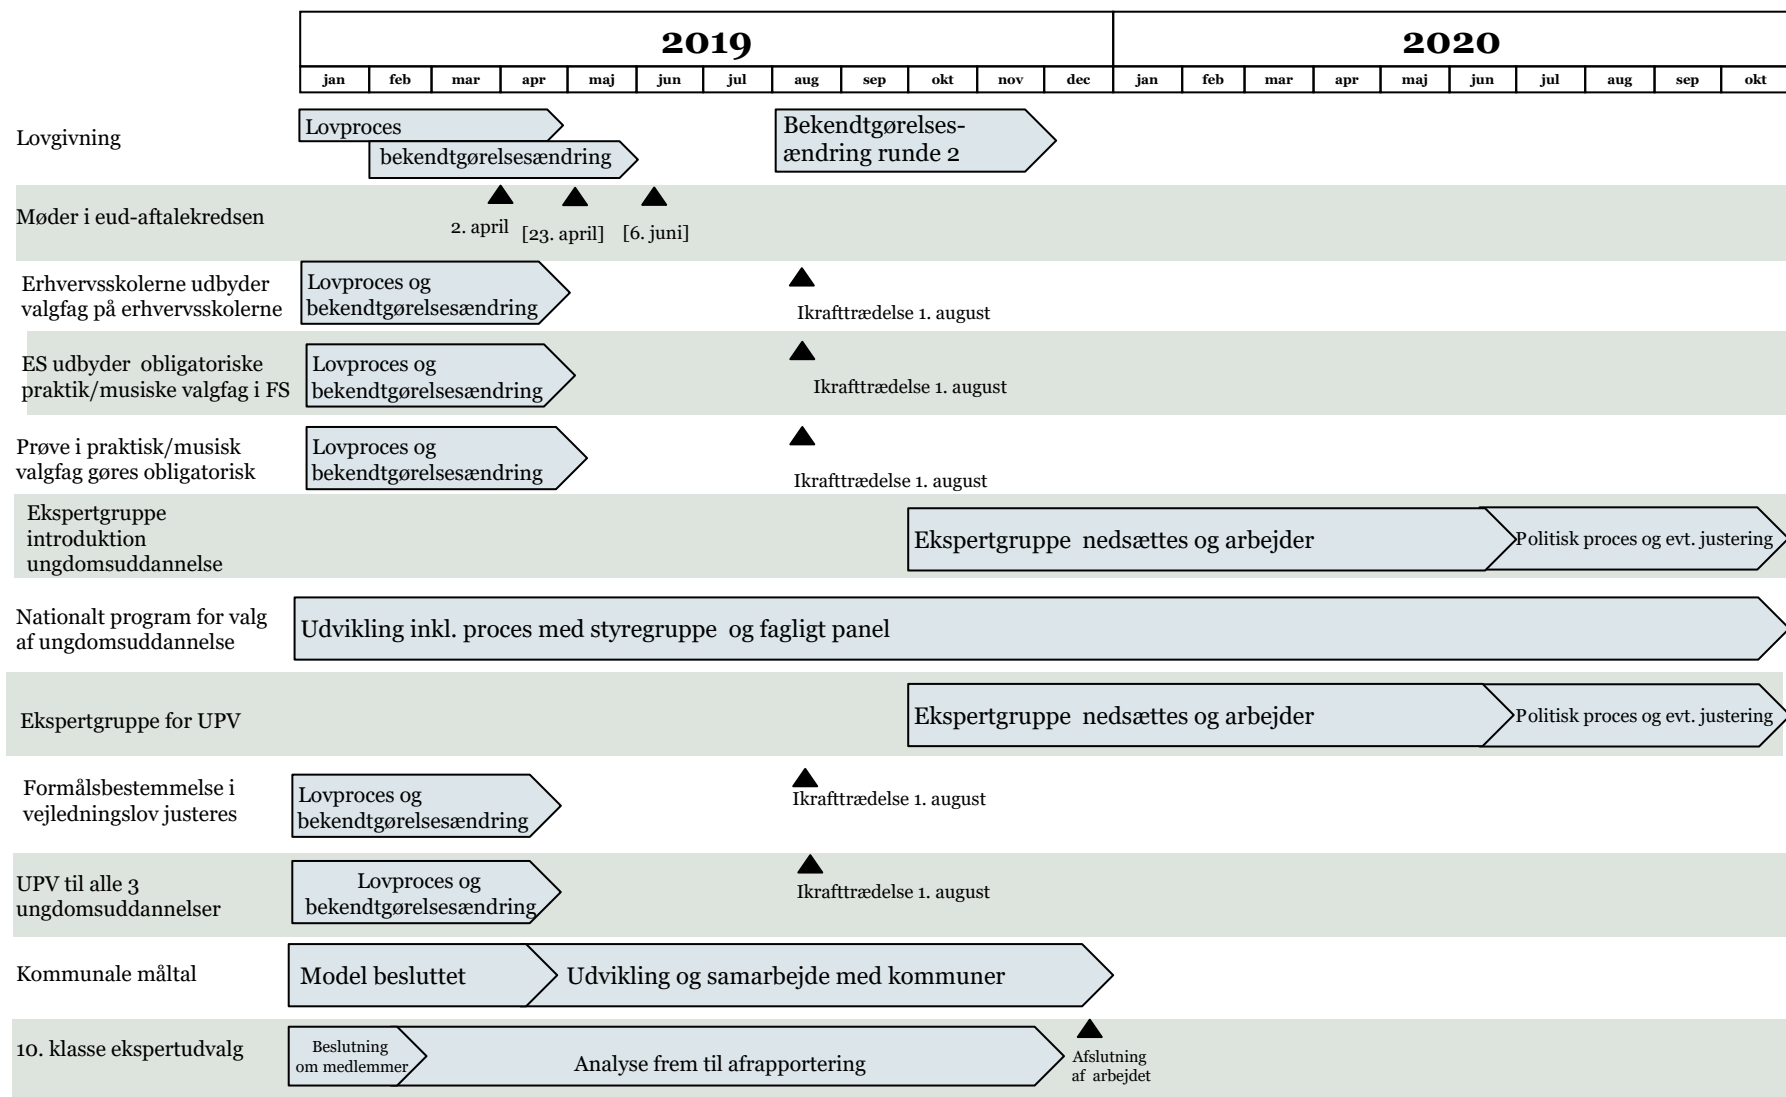 2019
2020
jan feb mar apr maj jun jul aug sep okt nov dec jan feb mar apr maj jun jul aug sep okt
Lovgivning
Lovproces
bekendtgørelsesændring
Bekendtgørelses-
ændring runde 2
Møder i eud-aftalekredsen
2. april
[23. april]
[6. juni]
Erhvervsskolerne udbyder
valgfag på erhvervsskolerne
Lovproces og
bekendtgørelsesændring
Ikrafttrædelse 1. august
ES udbyder obligatoriske
praktik/musiske valgfag i FS
Lovproces og
bekendtgørelsesændring
Ikrafttrædelse 1. august
Prøve i praktisk/musisk
valgfag gøres obligatorisk
Lovproces og
bekendtgørelsesændring
Ikrafttrædelse 1. august
Ekspertgruppe
introduktion
ungdomsuddannelse
Ekspertgruppe nedsættes og arbejder
Politisk proces og evt. justering
Nationalt program for valg
af ungdomsuddannelse
Udvikling inkl. proces med styregruppe og fagligt panel
Ekspertgruppe for UPV
Ekspertgruppe nedsættes og arbejder
Politisk proces og evt. justering
Formålsbestemmelse i
vejledningslov justeres
Lovproces og
bekendtgørelsesændring
Ikrafttrædelse 1. august
UPV til alle 3
ungdomsuddannelser
Lovproces og
bekendtgørelsesændring
Ikrafttrædelse 1. august
Kommunale måltal
Model besluttet
Udvikling og samarbejde med kommuner
10. klasse ekspertudvalg
Beslutning
om medlemmer
Analyse frem til afrapportering
Afslutning
af arbejdet